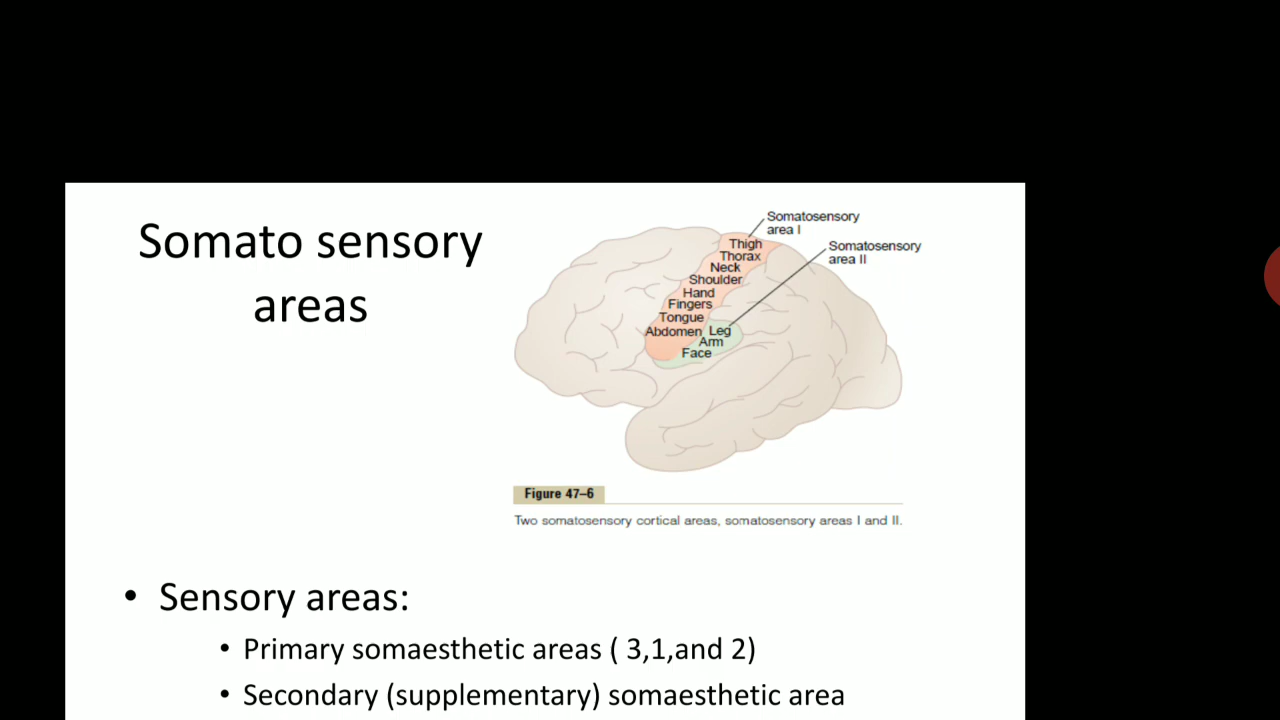 Somato sensory
areas
Somatosensory
area I
Somatosensory
area II
Thigh
Thorax
Neck
Shoulder
Hand
Fingers
Tongue
Abdomen
Leg
Arm
Face
Figure 47–6
Two somatosensory cortical areas, somatosensory areas I and II.
• Sensory areas:
• Primary somaesthetic areas ( 3,1,and 2)
• Secondary (supplementary) somaesthetic area